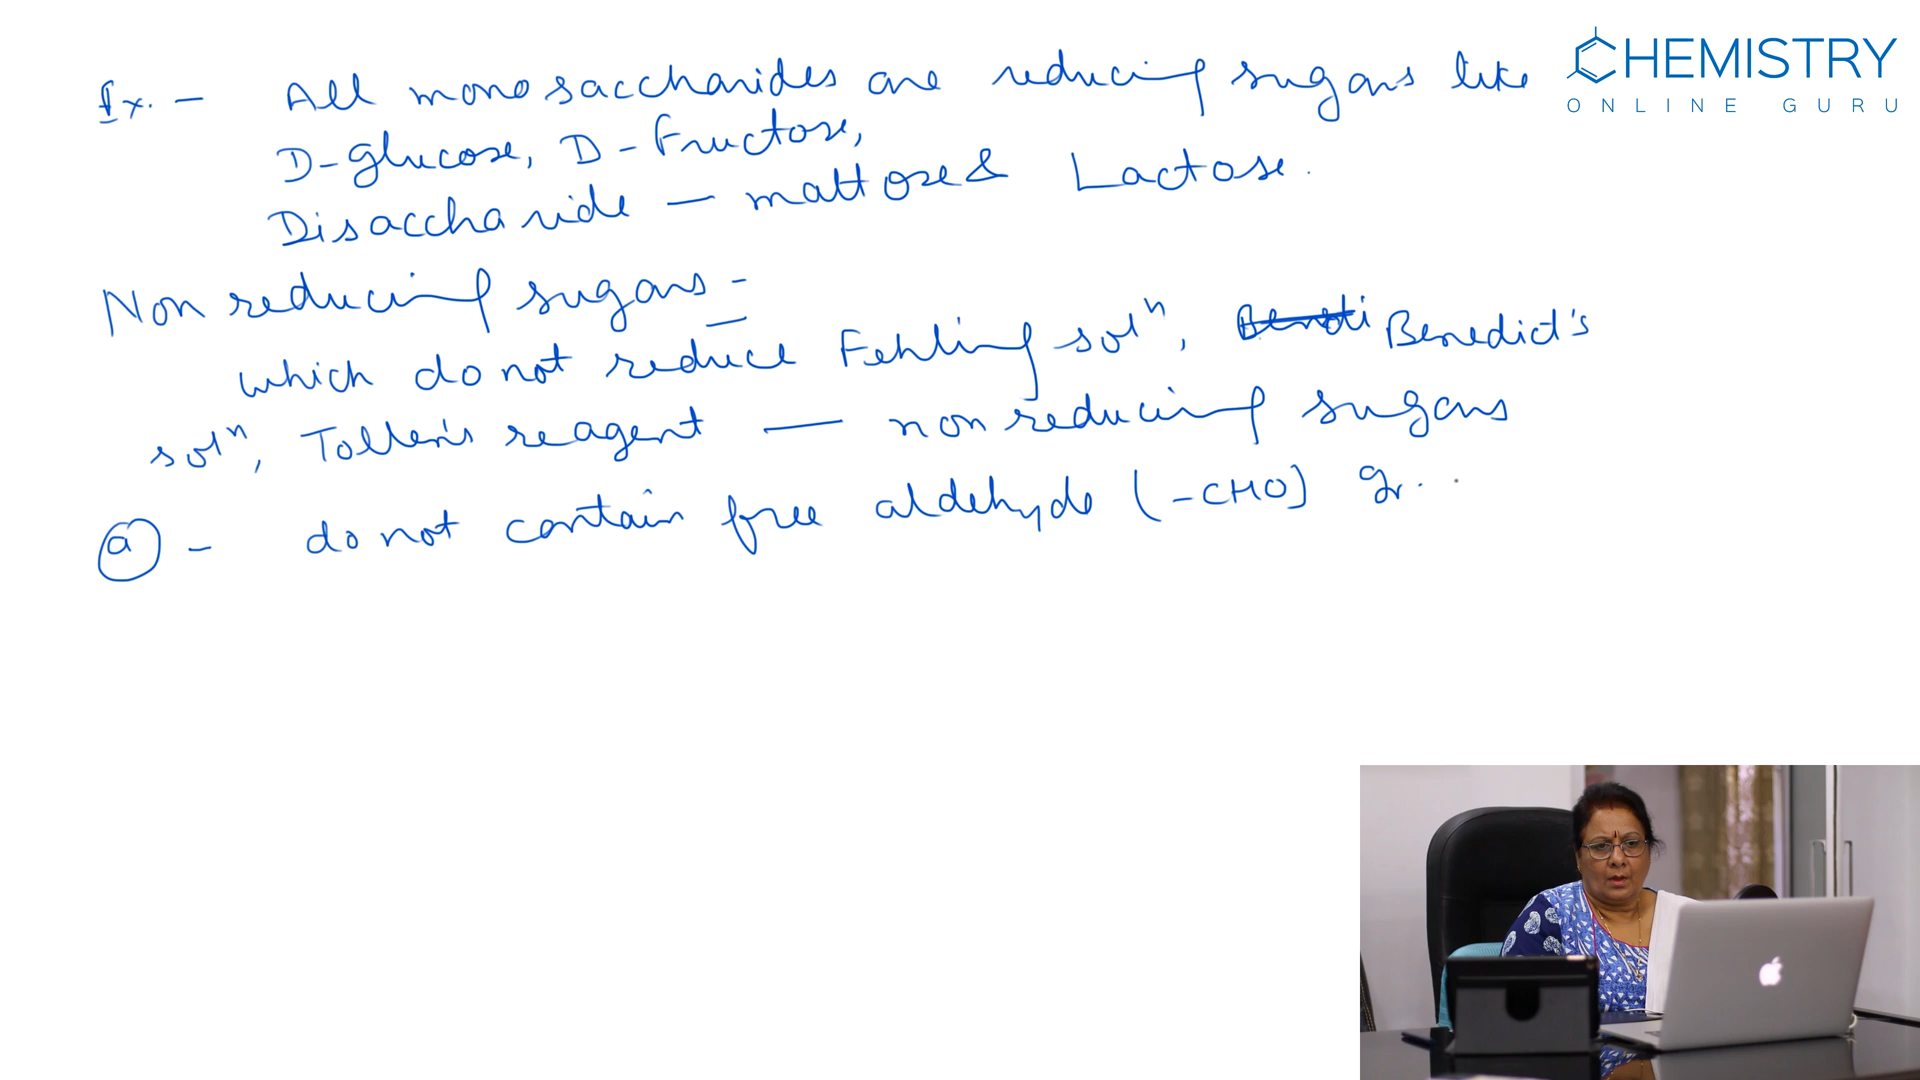 CHEMISTRY
ONLINE GURU
Ex. - All monosaccharides are reducing sugars like
D-glucose, D-Fructose,
Disaccharide — maltose & Lactose.
Non reducing sugars -
which do not reduce Fehling solⁿ, Benedict's
solⁿ, Tollen's reagent — non reducing sugars
(a) - do not contain free aldehyde (-CHO) gr.